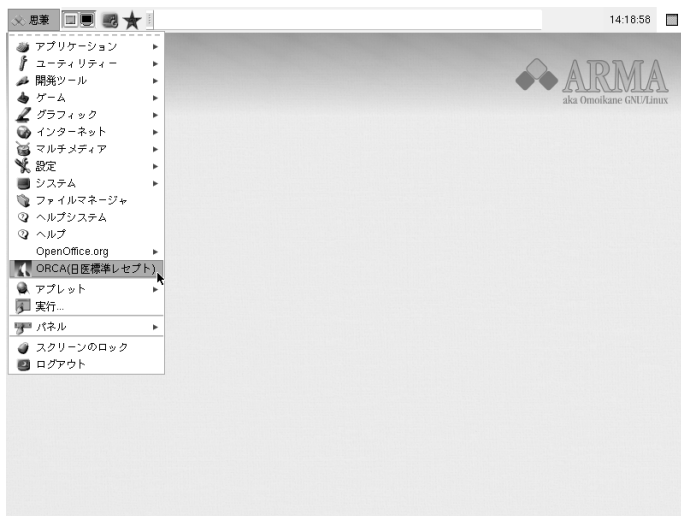 思筆
14:18:58
ARMA
aka Omoikane GNU/Linux
アプリケーション
ユーティリティー
開発ツール
ゲーム
グラフィック
インターネット
マルチメディア
設定
システム
ファイルマネージャ
ヘルプシステム
ヘルプ
OpenOffice.org
ORCA(日医標準レセプト)
アプレット
実行...
パネル
スクリーンのロック
ログアウト